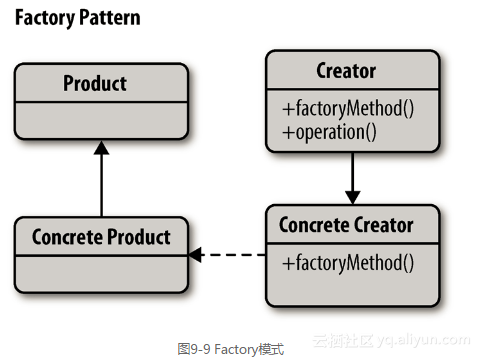 Factory Pattern
Product
Creator
+factoryMethod()
+operation()
Concrete Product
Concrete Creator
+factoryMethod()
图9-9 Factory模式
云栖社区 yq.aliyun.com